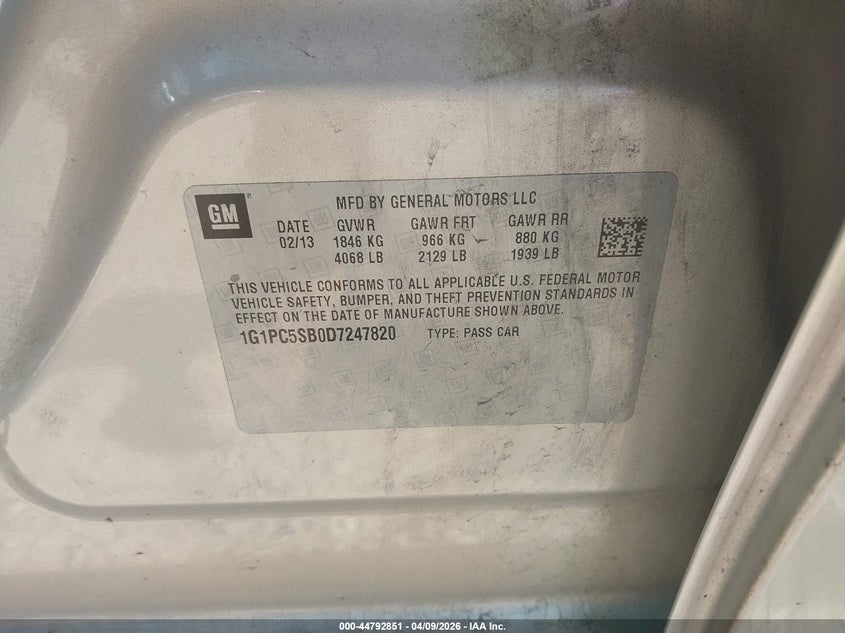 GM
MFD BY GENERAL MOTORS LLC
DATE GVWR GAWR FRT GAWR RR
02/13 1846 KG 966 KG 880 KG
4068 LB 2129 LB 1939 LB
THIS VEHICLE CONFORMS TO ALL APPLICABLE U.S. FEDERAL MOTOR
VEHICLE SAFETY, BUMPER, AND THEFT PREVENTION STANDARDS IN
EFFECT ON THE DATE OF MANUFACTURE SHOWN ABOVE.
1G1PC5SB0D7247820 TYPE: PASS CAR
000-44792851 | 04/09/2026 - IAA Inc.